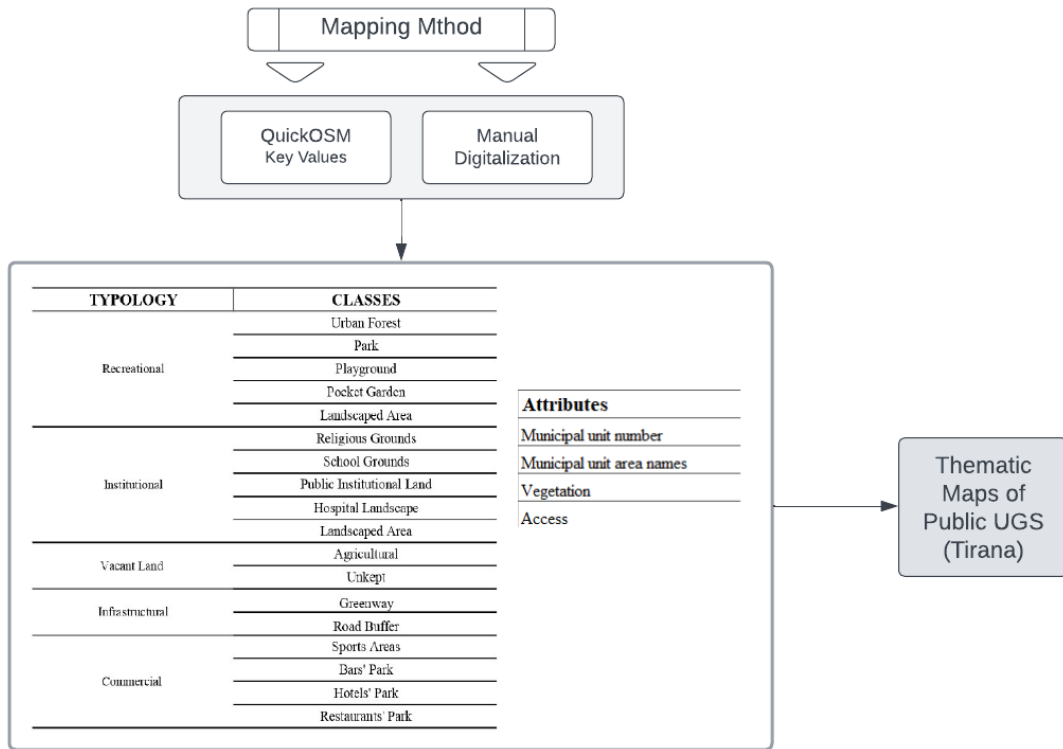 Mapping Mthod
QuickOSM
Key Values
Manual
Digitalization
TYPOLOGY CLASSES
Recreational
Urban Forest
Park
Playground
Pocket Garden
Landscaped Area
Institutional
Religious Grounds
School Grounds
Public Institutional Land
Hospital Landscape
Landscaped Area
Vacant Land
Agricultural
Unkept
Infrastructural
Greenway
Road Buffer
Commercial
Sports Areas
Bars' Park
Hotels' Park
Restaurants' Park
Attributes
Municipal unit number
Municipal unit area names
Vegetation
Access
Thematic
Maps of
Public UGS
(Tirana)